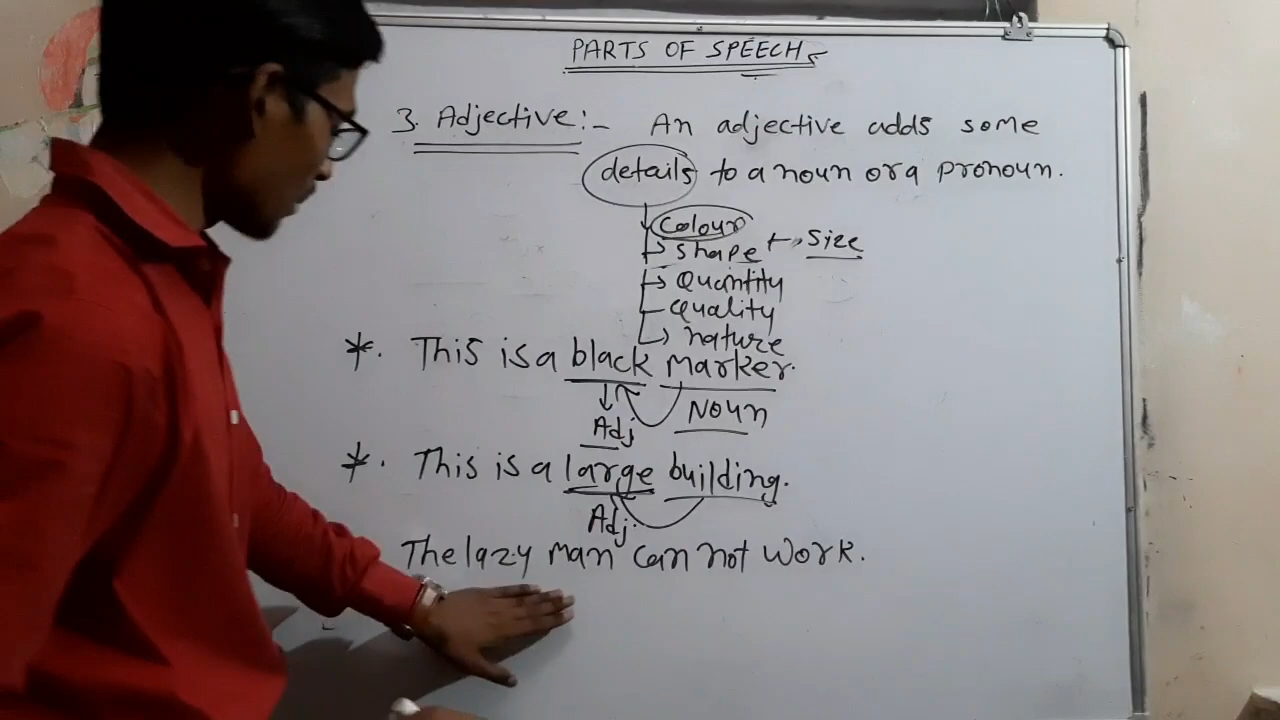 PARTS OF SPEECH
3. Adjective:- An adjective adds some
details to a noun or a pronoun.
Colour
Shape + Size
Quantity
Quality
nature
*. This is a black marker.
Adj Noun
*. This is a large building.
Adj.
The lazy man can not work.